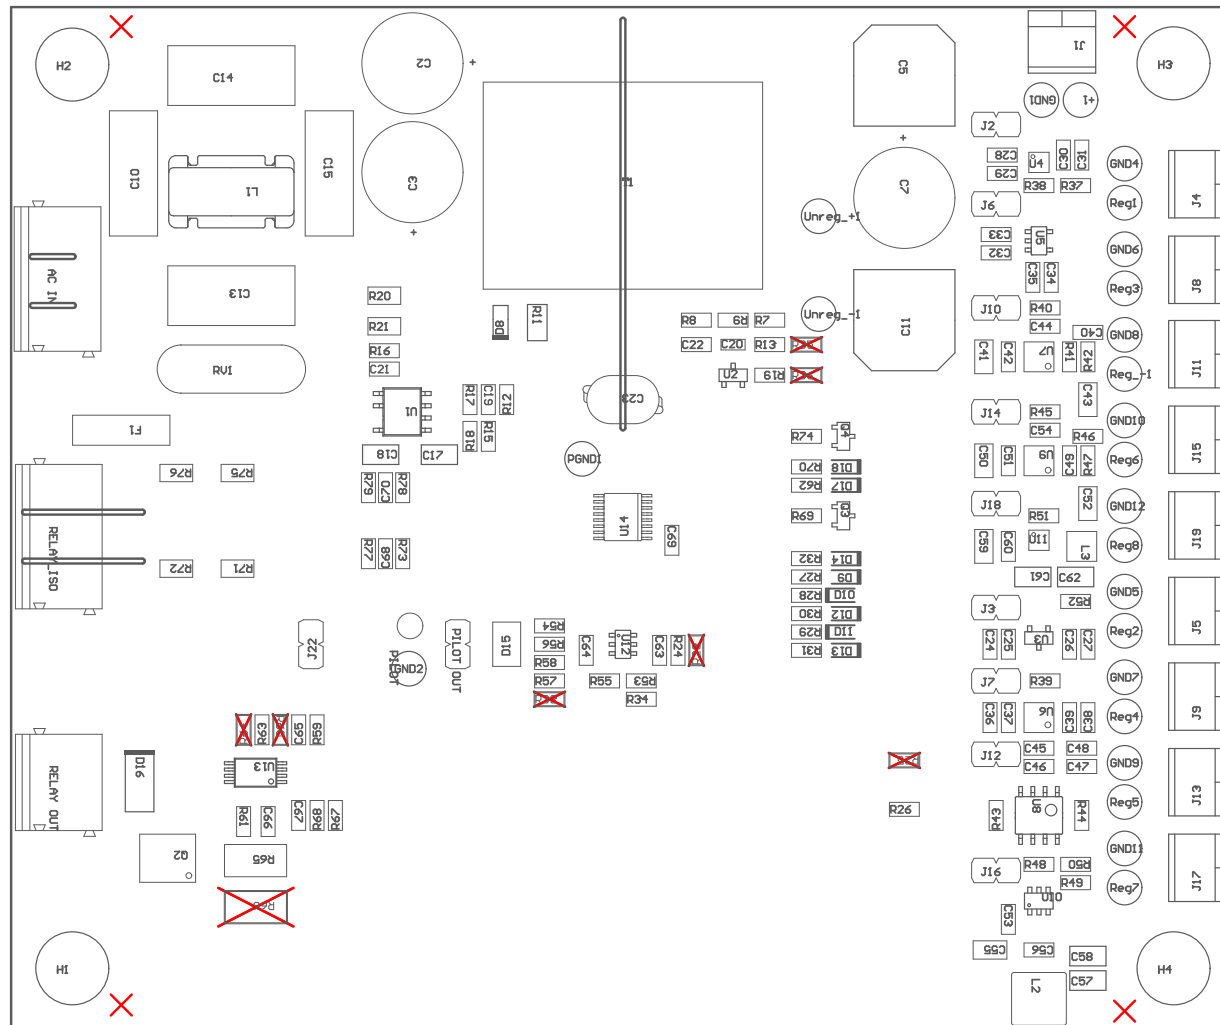 H2
C14
C2
+
C5
J1
H3
GND1
+1
J2
C10
L1
C15
C3
+
T1
+
C7
C28
C29
U4
C30
C31
GND4
R38
R37
J4
J6
Reg1
Unreg_+1
C33
C32
U5
GND6
AC IN
C13
R20
C35
C34
Reg3
J8
R21
D8
R11
R8
R9
R7
Unreg_-1
C11
J10
R40
C44
C40
GND8
R16
C21
C22
C20
R13
C41
C42
U7
R41
R42
J11
RV1
U2
R19
Reg_-1
R17
C19
R12
C23
C43
U1
J14
R45
C54
R46
GND10
F1
R18
R15
R74
Q4
J15
C18
C17
PGND1
C50
C51
U9
C49
R47
Reg6
R76
R75
R70
D18
R79
C70
R78
R62
D17
J18
C52
GND12
RELAY_ISO
U14
R69
Q3
R51
J19
R77
C68
R73
C69
C59
C60
U11
L3
Reg8
R72
R71
R32
D14
R27
D9
C61
C62
R28
D10
GND5
R30
D12
J3
R52
J5
J22
PILOT OUT
D15
R54
R56
C64
U12
C63
R24
R29
D11
R31
D13
C24
C25
U3
C26
C27
Reg2
PILOT
GND2
R58
R57
R55
R53
R34
J7
R39
GND7
R63
C65
R59
C36
C37
U6
C39
C38
Reg4
J9
RELAY OUT
D16
U13
J12
C45
C46
C48
C47
GND9
R61
C66
C67
R68
R67
R26
R43
U8
R44
Reg5
J13
Q2
R65
J16
R48
R50
GND11
R49
Reg7
J17
U10
C53
C55
C56
C58
C57
H1
L2
H4